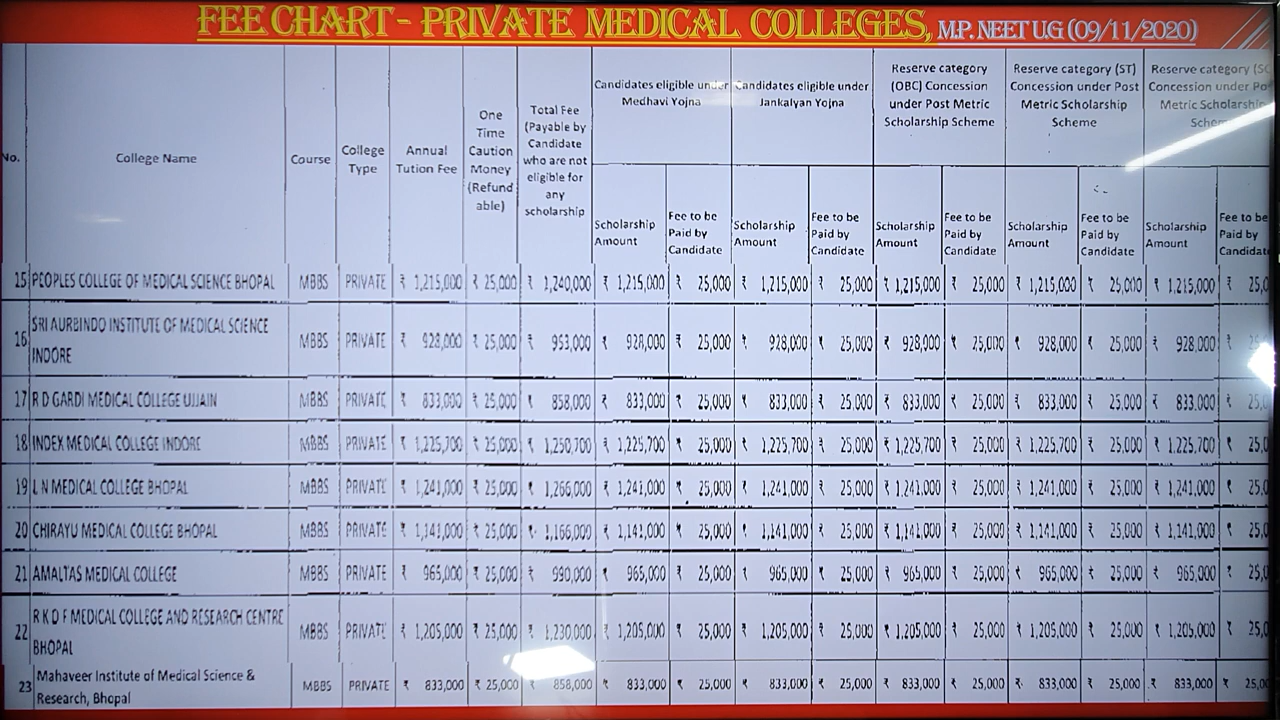 FEE CHART - PRIVATE MEDICAL COLLEGES, M.P. NEET U.G (09/11/2020)
No. College Name Course College Type Annual Tution Fee One Time Caution Money (Refund able) Total Fee (Payable by Candidate who are not eligible for any scholarship Candidates eligible under Medhavi Yojna Candidates eligible under Jankalyan Yojna Reserve category (OBC) Concession under Post Metric Scholarship Scheme Reserve category (ST) Concession under Post Metric Scholarship Scheme Reserve category Concession under Metric Scholarship
Scholarship Amount Fee to be Paid by Candidate Scholarship Amount Fee to be Paid by Candidate Scholarship Amount Fee to be Paid by Candidate Scholarship Amount Fee to be Paid by Candidate Scholarship Amount Fee to be Paid by
15 PEOPLES COLLEGE OF MEDICAL SCIENCE BHOPAL MBBS PRIVATE ₹ 1,215,000 ₹ 25,000 ₹ 1,240,000 ₹ 1,215,000 ₹ 25,000 ₹ 1,215,000 ₹ 25,000 ₹ 1,215,000 ₹ 25,000 ₹ 1,215,000 ₹ 25,000 ₹ 1,215,000 ₹
16 SRI AURBINDO INSTITUTE OF MEDICAL SCIENCE INDORE MBBS PRIVATE ₹ 928,000 ₹ 25,000 ₹ 953,000 ₹ 928,000 ₹ 25,000 ₹ 928,000 ₹ 25,000 ₹ 928,000 ₹ 25,000 ₹ 928,000 ₹ 25,000 ₹ 928,000 ₹
17 R D GARDI MEDICAL COLLEGE UJJAIN MBBS PRIVATE ₹ 833,000 ₹ 25,000 ₹ 858,000 ₹ 833,000 ₹ 25,000 ₹ 833,000 ₹ 25,000 ₹ 833,000 ₹ 25,000 ₹ 833,000 ₹ 25,000 ₹ 833,000 ₹
18 INDEX MEDICAL COLLEGE INDORE MBBS PRIVATE ₹ 1,225,700 ₹ 25,000 ₹ 1,250,700 ₹ 1,225,700 ₹ 25,000 ₹ 1,225,700 ₹ 25,000 ₹ 1,225,700 ₹ 25,000 ₹ 1,225,700 ₹ 25,000 ₹ 1,225,700 ₹
19 L N MEDICAL COLLEGE BHOPAL MBBS PRIVATE ₹ 1,241,000 ₹ 25,000 ₹ 1,266,000 ₹ 1,241,000 ₹ 25,000 ₹ 1,241,000 ₹ 25,000 ₹ 1,241,000 ₹ 25,000 ₹ 1,241,000 ₹ 25,000 ₹ 1,241,000 ₹
20 CHIRAYU MEDICAL COLLEGE BHOPAL MBBS PRIVATE ₹ 1,141,000 ₹ 25,000 ₹ 1,166,000 ₹ 1,141,000 ₹ 25,000 ₹ 1,141,000 ₹ 25,000 ₹ 1,141,000 ₹ 25,000 ₹ 1,141,000 ₹ 25,000 ₹ 1,141,000 ₹
21 AMALTAS MEDICAL COLLEGE MBBS PRIVATE ₹ 965,000 ₹ 25,000 ₹ 990,000 ₹ 965,000 ₹ 25,000 ₹ 965,000 ₹ 25,000 ₹ 965,000 ₹ 25,000 ₹ 965,000 ₹ 25,000 ₹ 965,000 ₹
22 R K D F MEDICAL COLLEGE AND RESEARCH CENTRE BHOPAL MBBS PRIVATE ₹ 1,205,000 ₹ 25,000 ₹ 1,230,000 ₹ 1,205,000 ₹ 25,000 ₹ 1,205,000 ₹ 25,000 ₹ 1,205,000 ₹ 25,000 ₹ 1,205,000 ₹ 25,000 ₹ 1,205,000 ₹
23 Mahaveer Institute of Medical Science & Research, Bhopal MBBS PRIVATE ₹ 833,000 ₹ 25,000 ₹ 858,000 ₹ 833,000 ₹ 25,000 ₹ 833,000 ₹ 25,000 ₹ 833,000 ₹ 25,000 ₹ 833,000 ₹ 25,000 ₹ 833,000 ₹